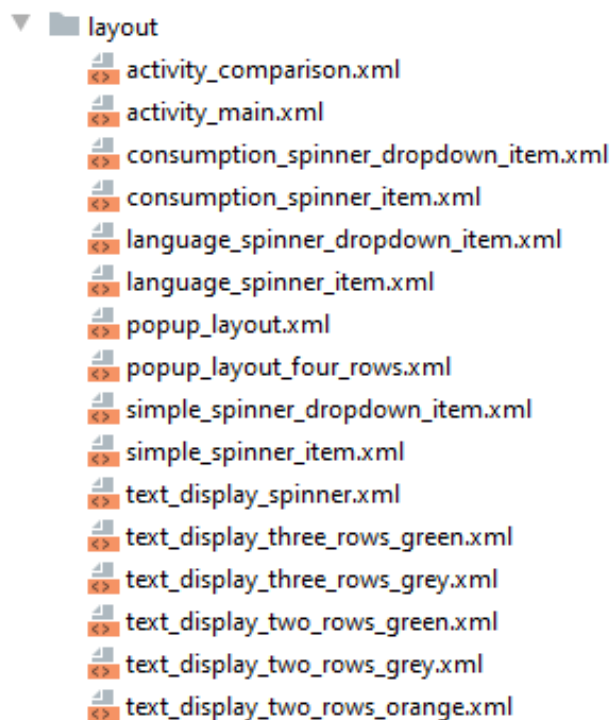 layout
activity_comparison.xml
activity_main.xml
consumption_spinner_dropdown_item.xml
consumption_spinner_item.xml
language_spinner_dropdown_item.xml
language_spinner_item.xml
popup_layout.xml
popup_layout_four_rows.xml
simple_spinner_dropdown_item.xml
simple_spinner_item.xml
text_display_spinner.xml
text_display_three_rows_green.xml
text_display_three_rows_grey.xml
text_display_two_rows_green.xml
text_display_two_rows_grey.xml
text_display_two_rows_orange.xml